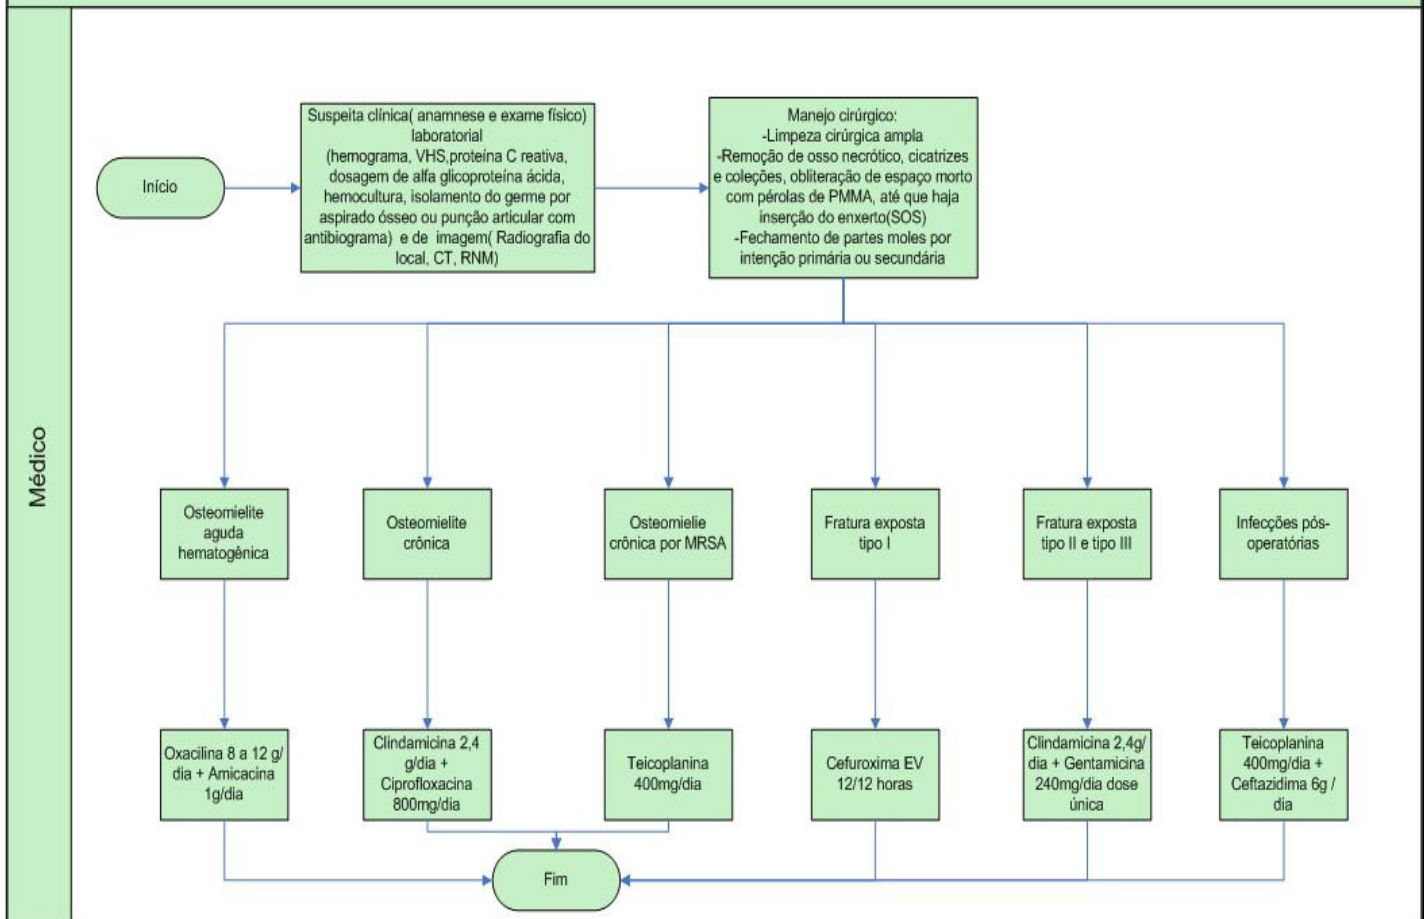 Médico
Início
Suspeita clínica( anamnese e exame físico)
laboratorial
(hemograma, VHS,proteína C reativa,
dosagem de alfa glicoproteína ácida,
hemocultura, isolamento do germe por
aspirado ósseo ou punção articular com
antibiograma) e de imagem( Radiografia do
local, CT, RNM)
Manejo cirúrgico:
-Limpeza cirúrgica ampla
-Remoção de osso necrótico, cicatrizes
e coleções, obliteração de espaço morto
com pérolas de PMMA, até que haja
inserção do enxerto(SOS)
-Fechamento de partes moles por
intenção primária ou secundária
Osteomielite
aguda
hematogênica
Osteomielite
crônica
Osteomielie
crônica por MRSA
Fratura exposta
tipo I
Fratura exposta
tipo II e tipo III
Infecções pós-
operatórias
Oxacilina 8 a 12 g/
dia + Amicacina
1g/dia
Clindamicina 2,4
g/dia +
Ciprofloxacina
800mg/dia
Teicoplanina
400mg/dia
Cefuroxima EV
12/12 horas
Clindamicina 2,4g/
dia + Gentamicina
240mg/dia dose
única
Teicoplanina
400mg/dia +
Ceftazidima 6g /
dia
Fim